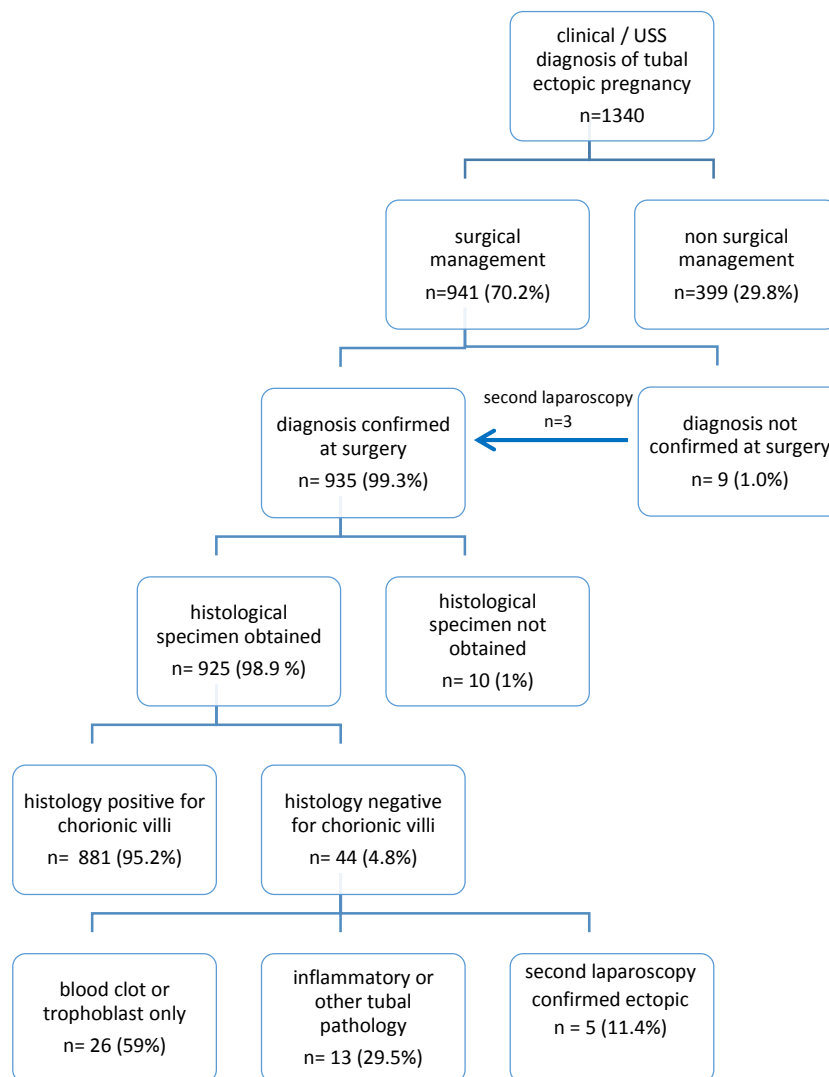 clinical / USS
diagnosis of tubal
ectopic pregnancy
n=1340
surgical
management
n=941 (70.2%)
non surgical
management
n=399 (29.8%)
diagnosis confirmed
at surgery
n= 935 (99.3%)
second laparoscopy
n=3
diagnosis not
confirmed at surgery
n= 9 (1.0%)
histological
specimen obtained
n= 925 (98.9 %)
histological
specimen not
obtained
n= 10 (1%)
histology positive for
chorionic villi
n=  881 (95.2%)
histology negative
for chorionic villi
n= 44 (4.8%)
blood clot or
trophoblast only
n= 26 (59%)
inflammatory or
other tubal
pathology
n= 13 (29.5%)
second laparoscopy
confirmed ectopic
n = 5 (11.4%)